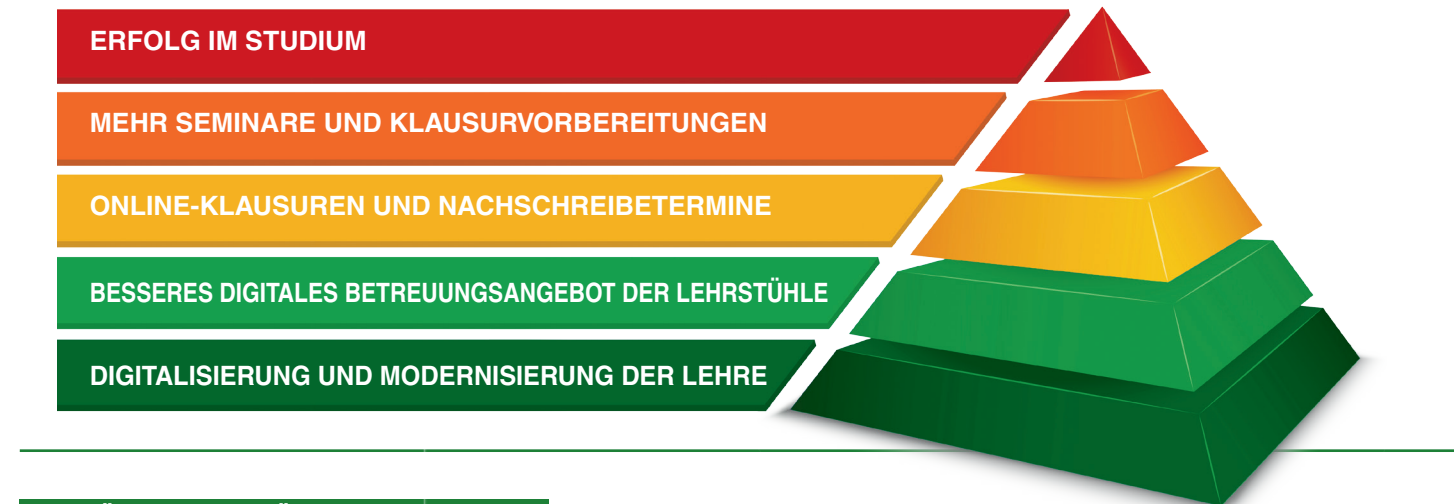 ERFOLG IM STUDIUM
MEHR SEMINARE UND KLAUSURVORBEREITUNGEN
ONLINE-KLAUSUREN UND NACHSCHREIBETERMINE
BESSERES DIGITALES BETREUUNGSANGEBOT DER LEHRSTÜHLE
DIGITALISIERUNG UND MODERNISIERUNG DER LEHRE